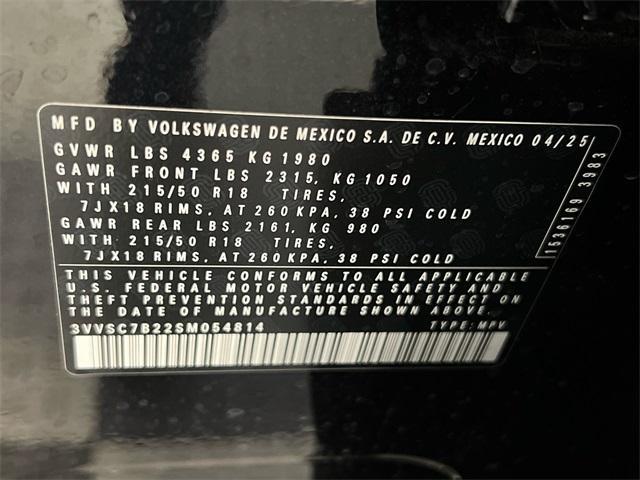 MFD BY VOLKSWAGEN DE MEXICO S.A. DE C.V. MEXICO 04/25
GVWR LBS 4365 KG 1980
GAWR FRONT LBS 2315, KG 1050
WITH 215/50 R18 TIRES,
7JX18 RIMS, AT 260 KPA, 38 PSI COLD
GAWR REAR LBS 2161, KG 980
WITH 215/50 R18 TIRES,
7JX18 RIMS, AT 260 KPA, 38 PSI COLD
1536169 3983
THIS VEHICLE CONFORMS TO ALL APPLICABLE
U.S. FEDERAL MOTOR VEHICLE SAFETY AND
THEFT PREVENTION STANDARDS IN EFFECT ON
THE DATE OF MANUFACTURE SHOWN ABOVE.
3VVSC7B22SM054814 TYPE: MPV